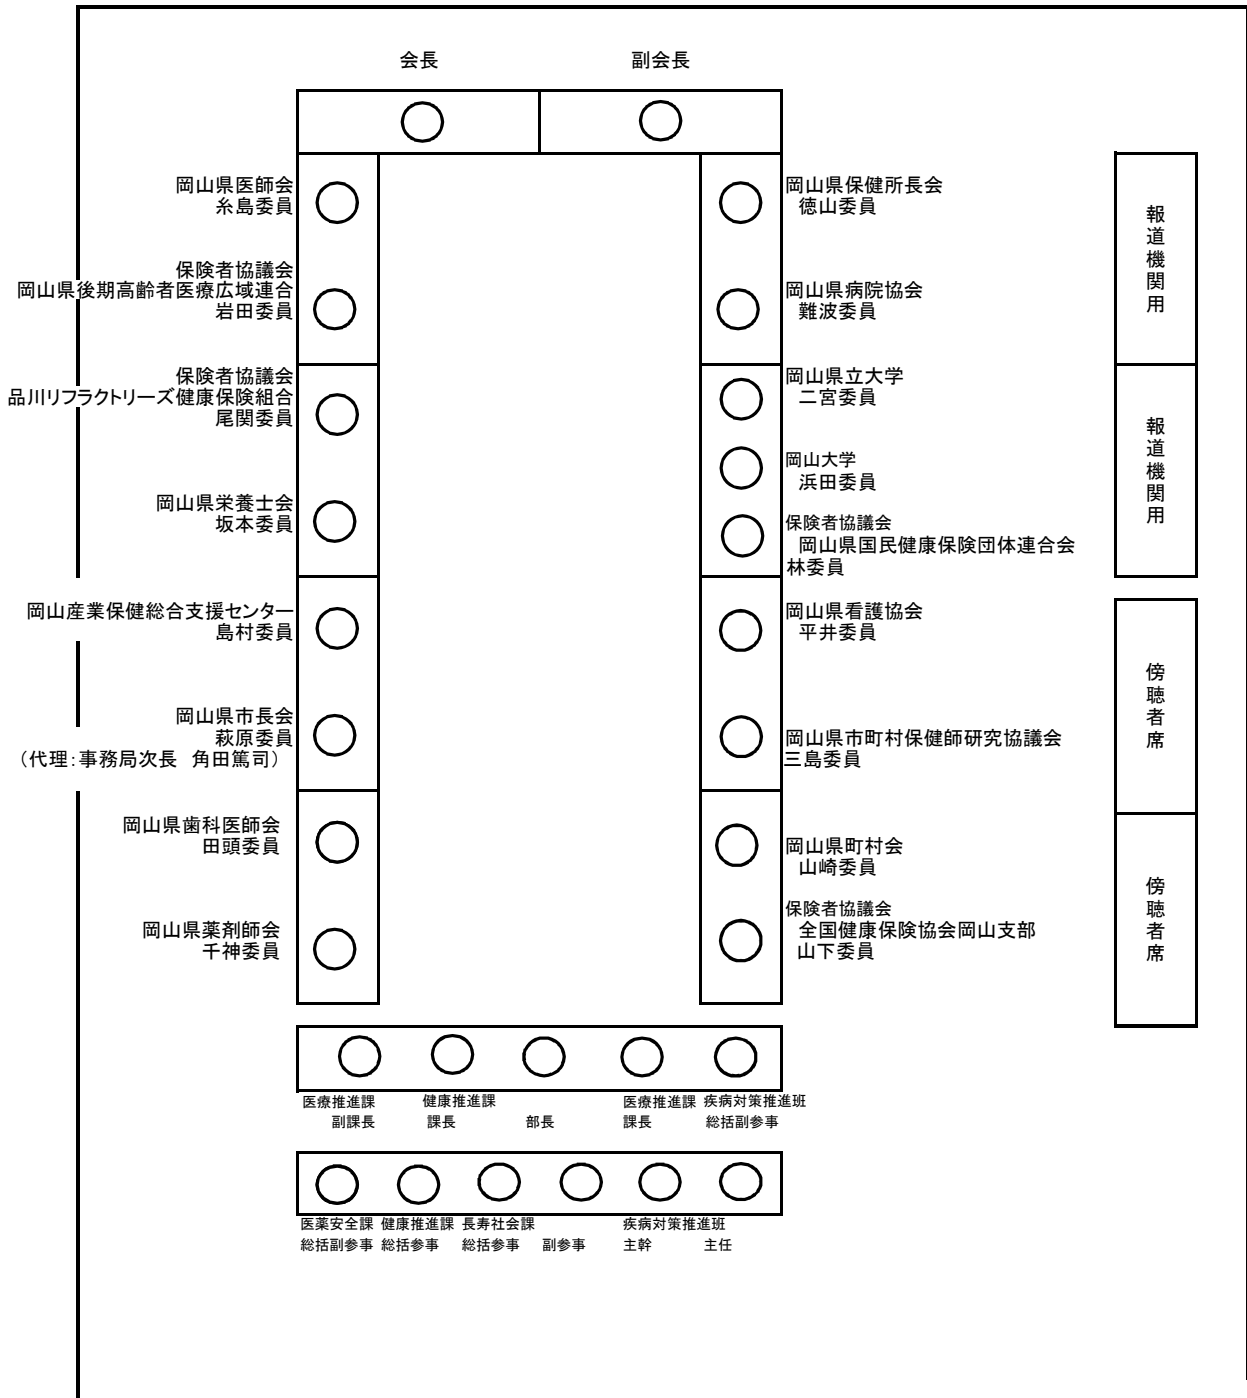 会長
副会長
岡山県医師会
糸島委員
保険者協議会
岡山県後期高齢者医療広域連合
岩田委員
保険者協議会
品川リフラクトリーズ健康保険組合
尾関委員
岡山県栄養士会
坂本委員
岡山産業保健総合支援センター
島村委員
岡山県市長会
萩原委員
(代理:事務局次長 角田篤司)
岡山県歯科医師会
田頭委員
岡山県薬剤師会
千神委員
岡山県保健所長会
徳山委員
岡山県病院協会
難波委員
岡山県立大学
二宮委員
岡山大学
浜田委員
保険者協議会
岡山県国民健康保険団体連合会
林委員
岡山県看護協会
平井委員
岡山県市町村保健師研究協議会
三島委員
岡山県町村会
山崎委員
保険者協議会
全国健康保険協会岡山支部
山下委員
報道機関用
報道機関用
傍聴者席
傍聴者席
医療推進課 健康推進課 医療推進課 疾病対策推進班
副課長 課長 部長 課長 総括副参事
医薬安全課 健康推進課 長寿社会課 疾病対策推進班
総括副参事 総括参事 総括参事 副参事 主幹 主任